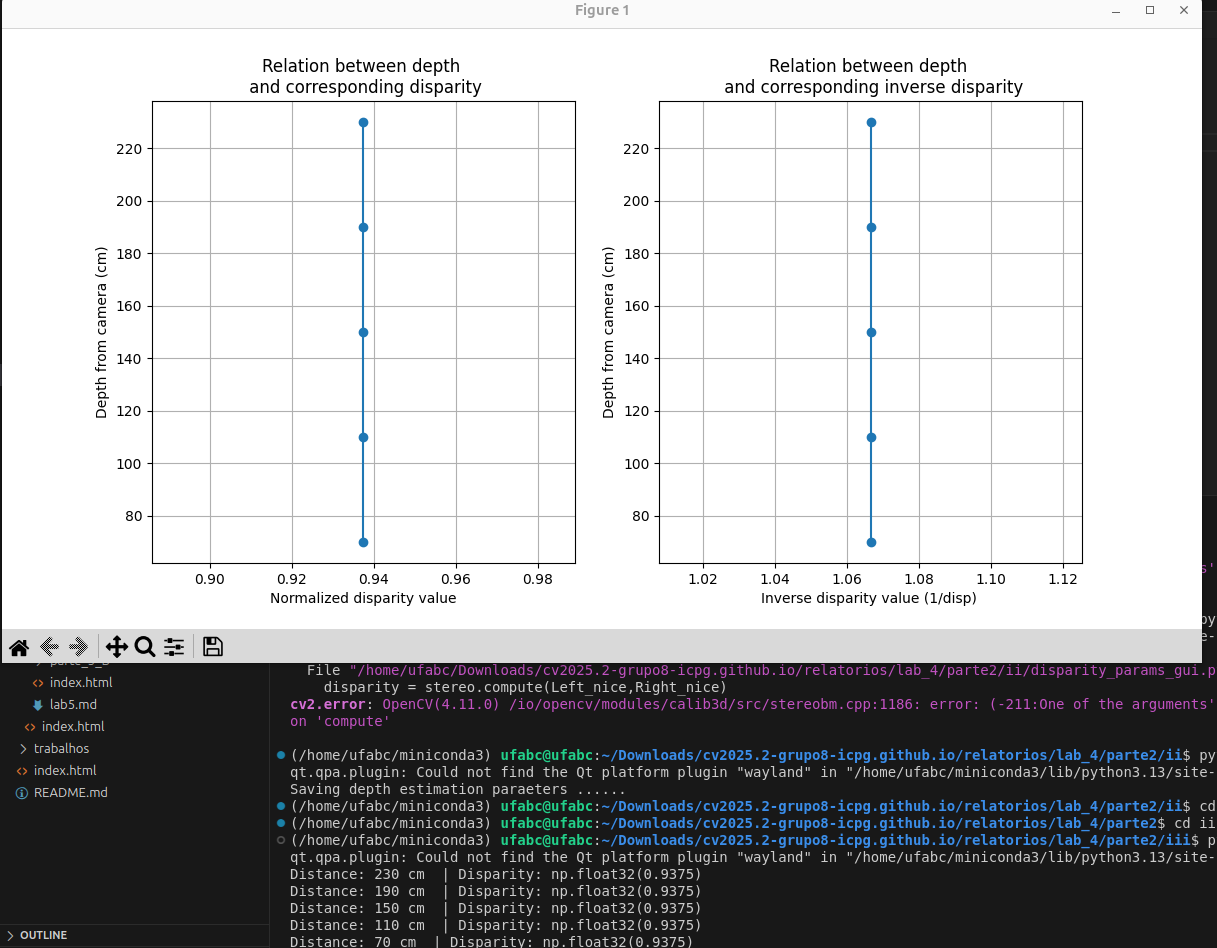 Figure 1
Relation between depth
and corresponding disparity
Depth from camera (cm)
220
200
180
160
140
120
100
80
0.90 0.92 0.94 0.96 0.98
Normalized disparity value
Relation between depth
and corresponding inverse disparity
Depth from camera (cm)
220
200
180
160
140
120
100
80
1.02 1.04 1.06 1.08 1.10 1.12
Inverse disparity value (1/disp)
index.html
lab5.md
index.html
trabalhos
index.html
README.md
OUTLINE
File "/home/ufabc/Downloads/cv2025.2-grupo8-icpg.github.io/relatorios/lab_4/parte2/ii/disparity_params_gui.p
disparity = stereo.compute(Left_nice,Right_nice)
cv2.error: OpenCV(4.11.0) /io/opencv/modules/calib3d/src/stereobm.cpp:1186: error: (-211:One of the arguments'
on 'compute'
(/home/ufabc/miniconda3) ufabc@ufabc:~/Downloads/cv2025.2-grupo8-icpg.github.io/relatorios/lab_4/parte2/ii$ py
qt.qpa.plugin: Could not find the Qt platform plugin "wayland" in "/home/ufabc/miniconda3/lib/python3.13/site-
Saving depth estimation paraeters ......
(/home/ufabc/miniconda3) ufabc@ufabc:~/Downloads/cv2025.2-grupo8-icpg.github.io/relatorios/lab_4/parte2/ii$ cd
(/home/ufabc/miniconda3) ufabc@ufabc:~/Downloads/cv2025.2-grupo8-icpg.github.io/relatorios/lab_4/parte2$ cd ii
(/home/ufabc/miniconda3) ufabc@ufabc:~/Downloads/cv2025.2-grupo8-icpg.github.io/relatorios/lab_4/parte2/iii$ p
qt.qpa.plugin: Could not find the Qt platform plugin "wayland" in "/home/ufabc/miniconda3/lib/python3.13/site-
Distance: 230 cm  | Disparity: np.float32(0.9375)
Distance: 190 cm  | Disparity: np.float32(0.9375)
Distance: 150 cm  | Disparity: np.float32(0.9375)
Distance: 110 cm  | Disparity: np.float32(0.9375)
Distance: 70 cm  | Disparity: np.float32(0.9375)